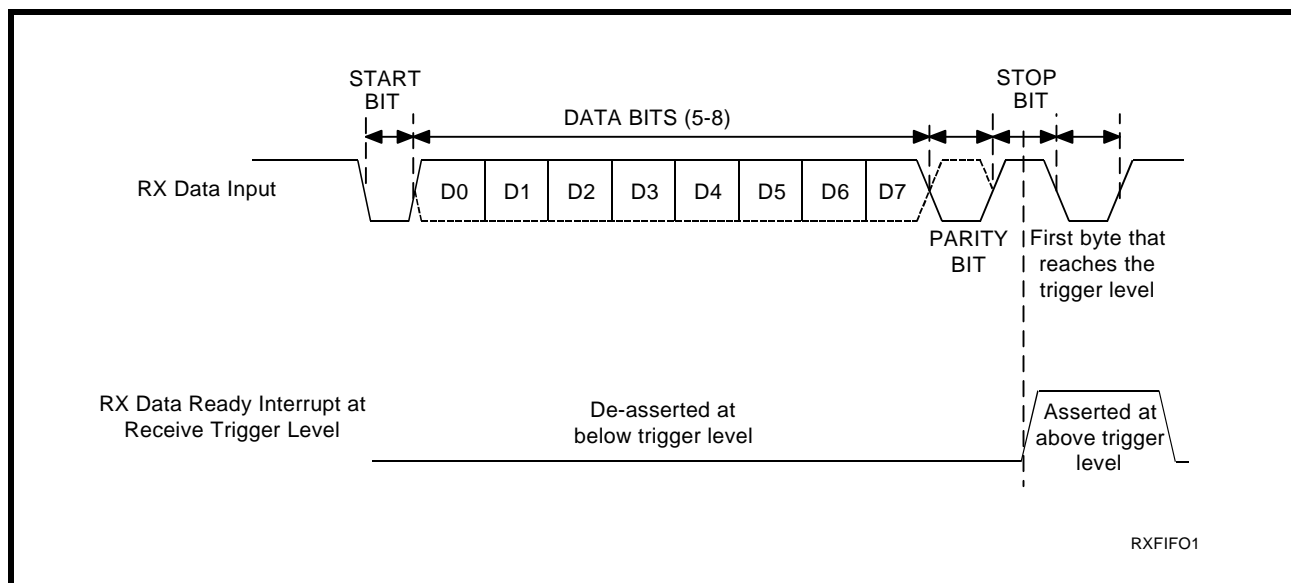 START
BIT
STOP
BIT
DATA BITS (5-8)
RX Data Input
D0 D1 D2 D3 D4 D5 D6 D7
PARITY
BIT
First byte that
reaches the
trigger level
RX Data Ready Interrupt at
Receive Trigger Level
De-asserted at
below trigger level
Asserted at
above trigger
level
RXFIFO1